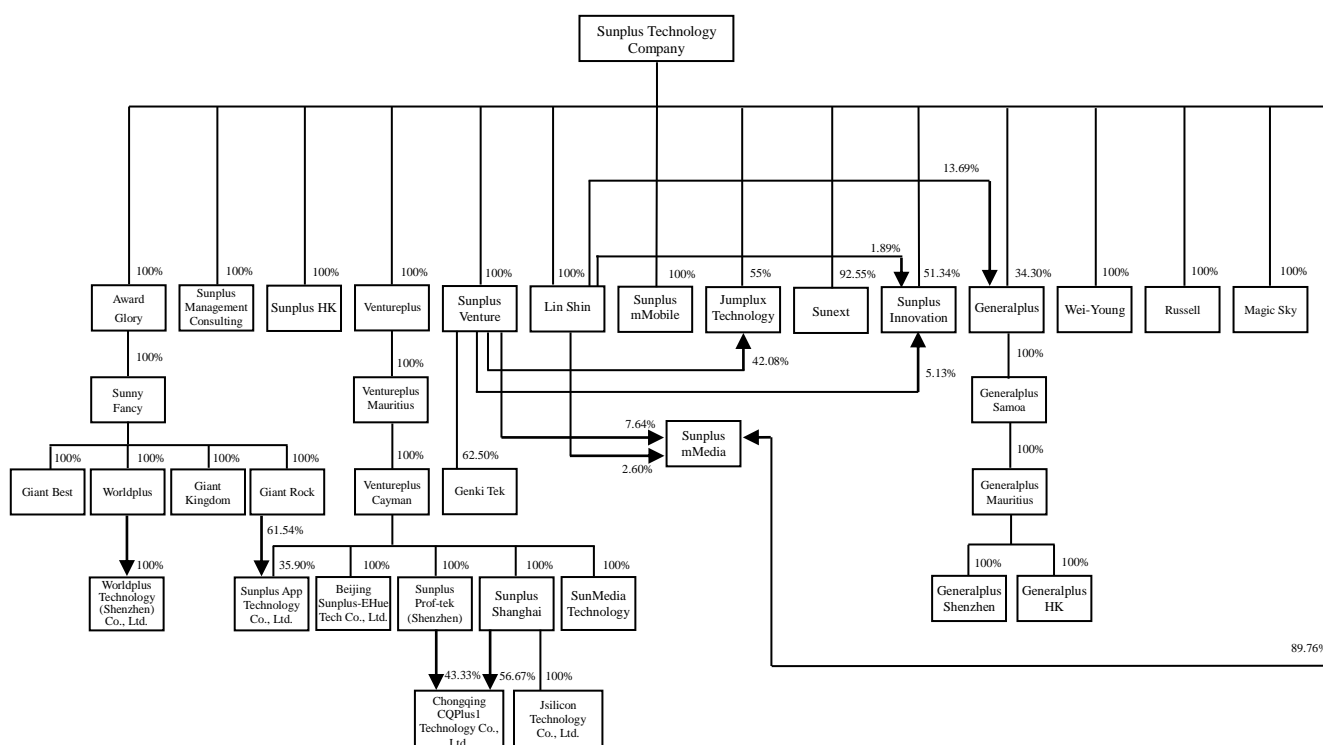 Sunplus Technology
Company
13.69%
1.89%
100%
100%
100%
100%
100%
100%
100%
55%
92.55%
51.34%
34.30%
100%
100%
100%
Award
Glory
Sunplus
Management
Consulting
Sunplus HK
Ventureplus
Sunplus
Venture
Lin Shin
Sunplus
mMobile
Jumplux
Technology
Sunext
Sunplus
Innovation
Generalplus
Wei-Young
Russell
Magic Sky
100%
100%
42.08%
5.13%
100%
Sunny
Fancy
Ventureplus
Mauritius
Generalplus
Samoa
7.64%
Sunplus
mMedia
2.60%
100%
100%
100%
100%
100%
62.50%
100%
Giant Best
Worldplus
Giant
Kingdom
Giant Rock
Ventureplus
Cayman
Genki Tek
Generalplus
Mauritius
61.54%
100%
35.90%
100%
100%
100%
100%
100%
100%
Worldplus
Technology
(Shenzhen)
Co., Ltd.
Sunplus App
Technology
Co., Ltd.
Beijing
Sunplus-EHue
Tech Co., Ltd.
Sunplus
Prof-tek
(Shenzhen)
Sunplus
Shanghai
SunMedia
Technology
Generalplus
Shenzhen
Generalplus
HK
89.76%
43.33%
56.67%
100%
Chongqing
CQPlus1
Technology Co.,
Ltd.
Jsilicon
Technology
Co., Ltd.